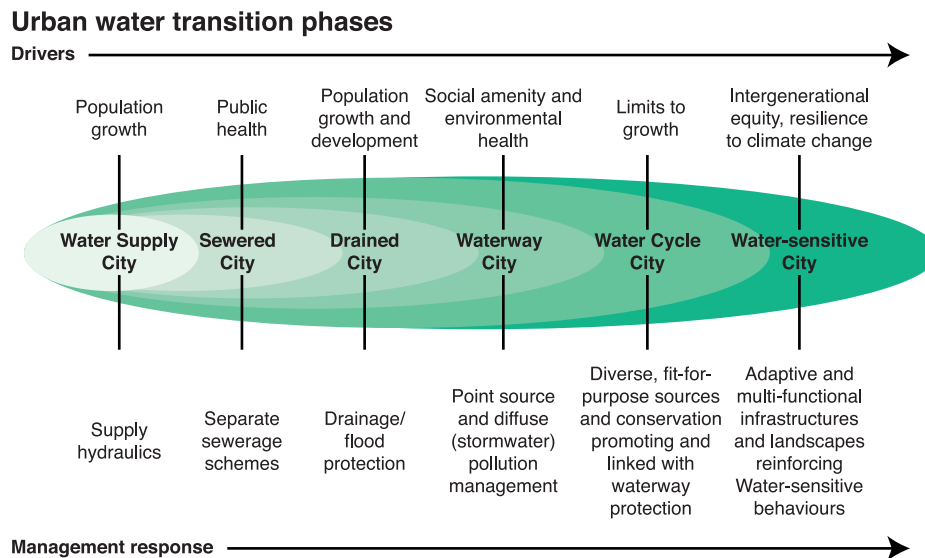 Urban water transition phases
Drivers
Population
growth
Public
health
Population
growth and
development
Social amenity and
environmental
health
Limits to
growth
Intergenerational
equity, resilience
to climate change
Water Supply
City
Sewered
City
Drained
City
Waterway
City
Water Cycle
City
Water-sensitive
City
Supply
hydraulics
Separate
sewerage
schemes
Drainage/
flood
protection
Point source
and diffuse
(stormwater)
pollution
management
Diverse, fit-for-
purpose sources
and conservation
promoting and
linked with
waterway
protection
Adaptive and
multi-functional
infrastructures
and landscapes
reinforcing
Water-sensitive
behaviours
Management response